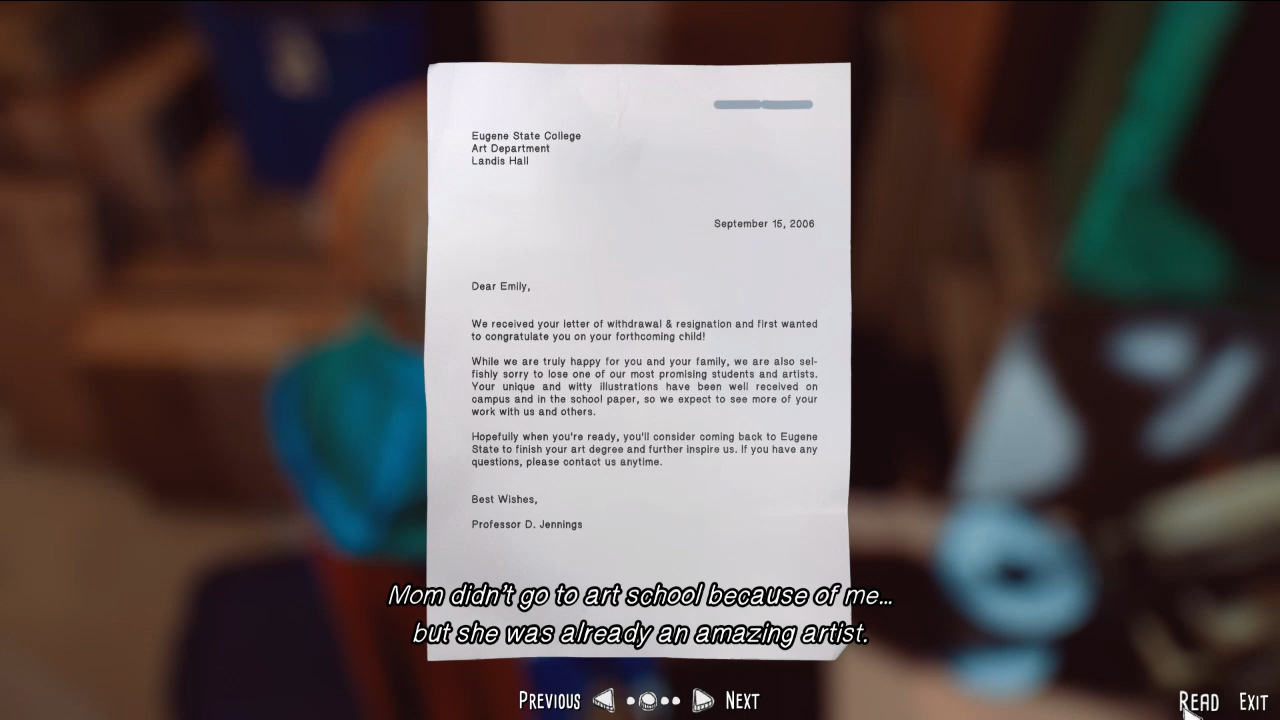 Eugene State College
Art Department
Landis Hall
September 15, 2006
Dear Emily,
We received your letter of withdrawal & resignation and first wanted
to congratulate you on your forthcoming child!
While we are truly happy for you and your family, we are also sel-
fishly sorry to lose one of our most promising students and artists.
Your unique and witty illustrations have been well received on
campus and in the school paper, so we expect to see more of your
work with us and others.
Hopefully when you're ready, you'll consider coming back to Eugene
State to finish your art degree and further inspire us. If you have any
questions, please contact us anytime.
Best Wishes,
Professor D. Jennings
Mom didn't go to art school because of me...
but she was already an amazing artist.
PREVIOUS NEXT READ EXIT